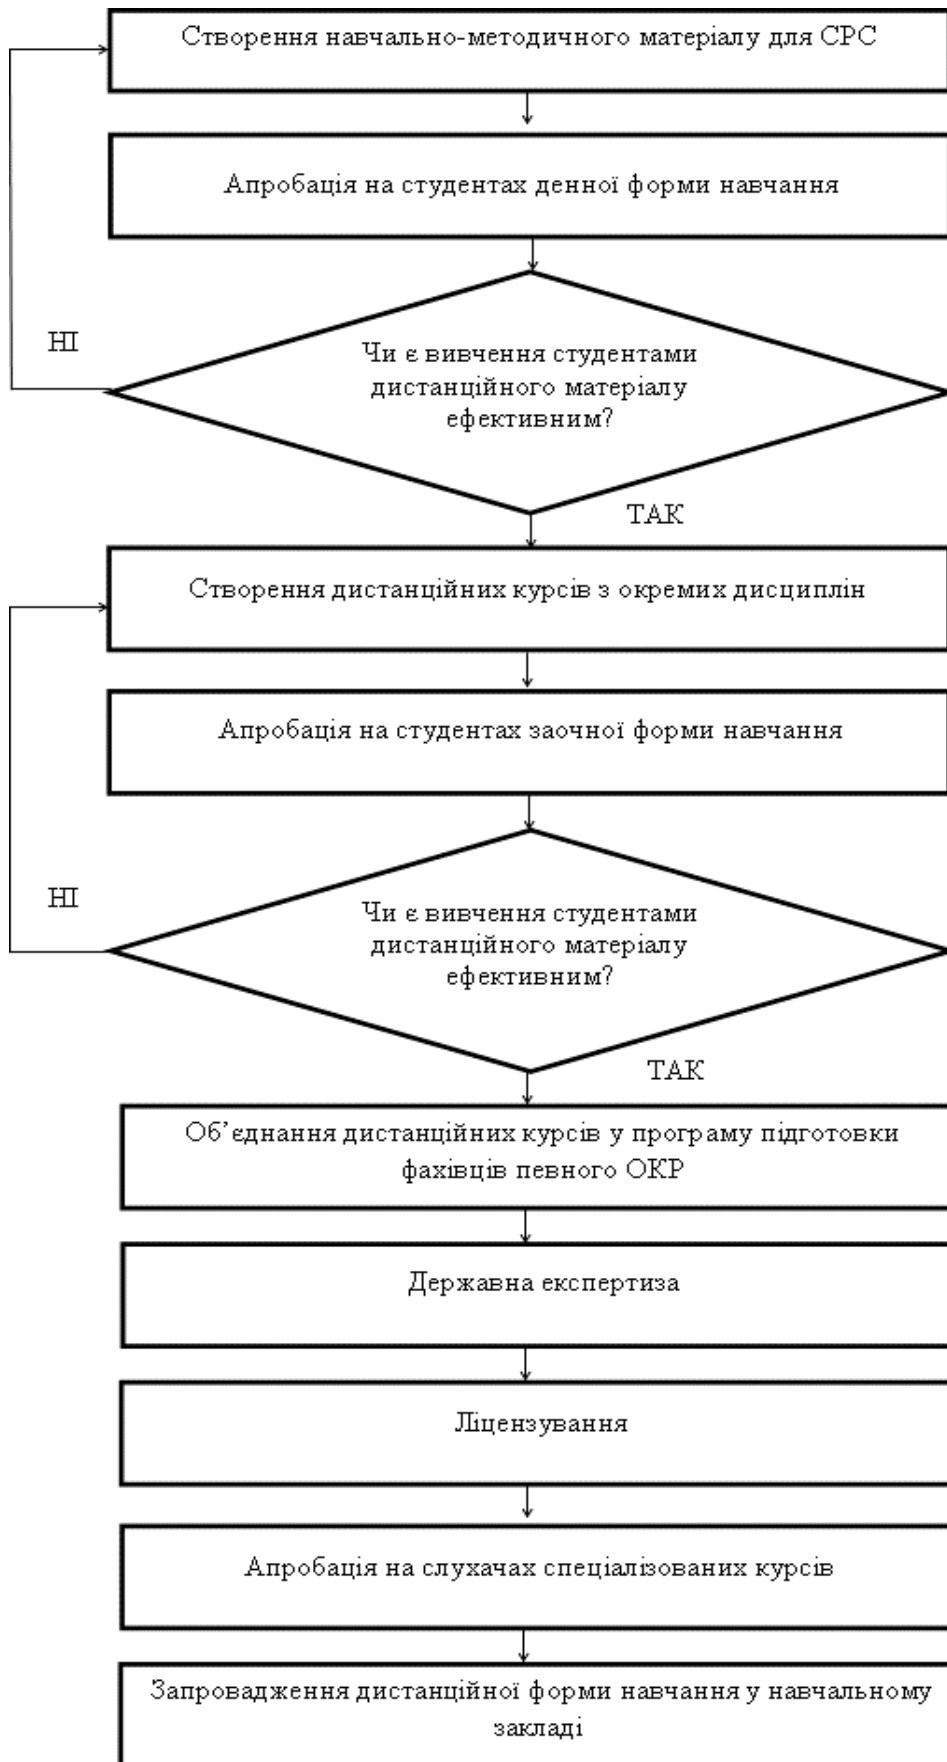 Створення навчально-методичного матеріалу для СРС
Апробація на студентах денної форми навчання
НІ
Чи є вивчення студентами
дистанційного матеріалу
ефективним?
ТАК
Створення дистанційних курсів з окремих дисциплін
Апробація на студентах заочної форми навчання
НІ
Чи є вивчення студентами
дистанційного матеріалу
ефективним?
ТАК
Об’єднання дистанційних курсів у програму підготовки
фахівців певного ОКР
Державна експертиза
Ліцензування
Апробація на слухачах спеціалізованих курсів
Запровадження дистанційної форми навчання у навчальному
закладі